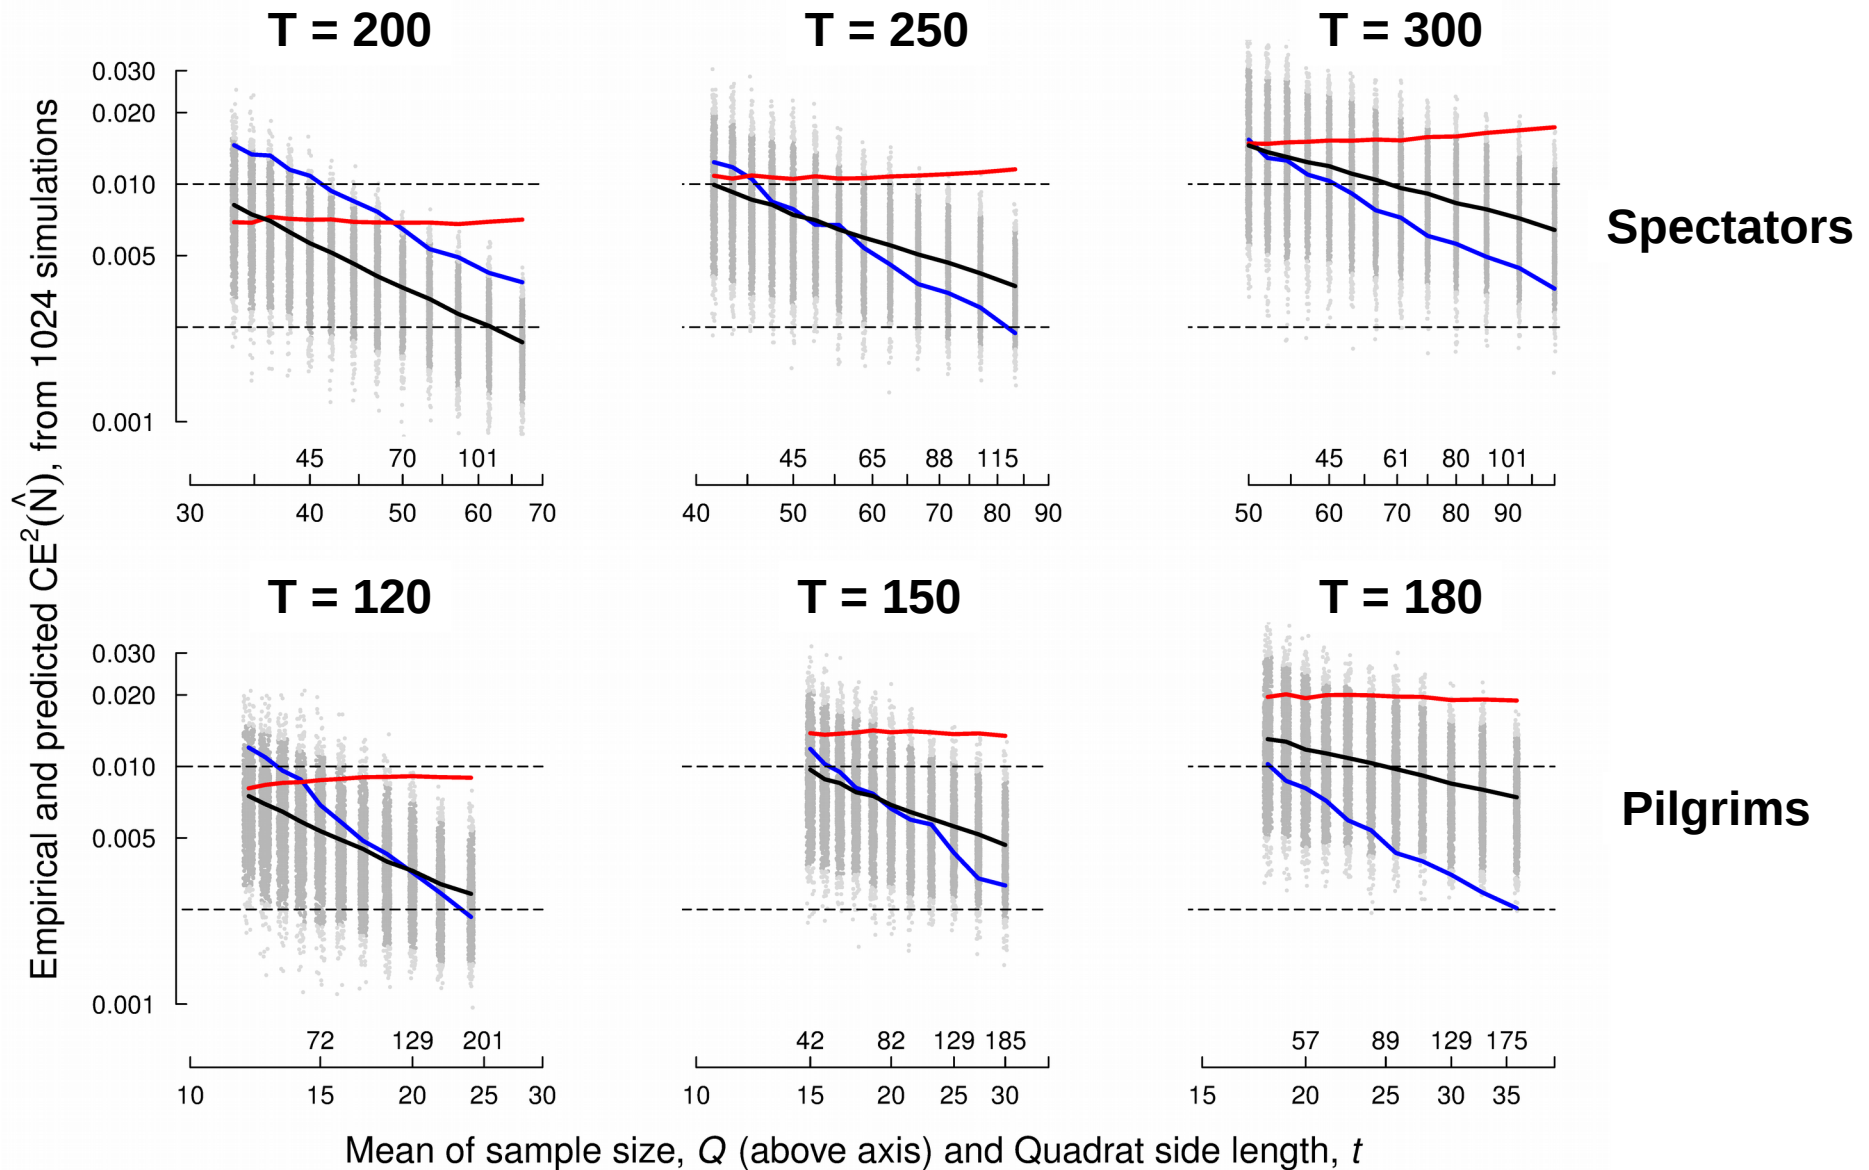 T = 200
T = 250
T = 300
0.030
0.020
0.010
0.005
0.001
45 70 101
45 65 88 115
45 61 80 101
30 40 50 60 70
40 50 60 70 80 90
50 60 70 80 90
Spectators
T = 120
T = 150
T = 180
0.030
0.020
0.010
0.005
0.001
72 129 201
42 82 129 185
57 89 129 175
10 15 20 25 30
10 15 20 25 30
15 20 25 30 35
Pilgrims
Empirical and predicted CE²(N̂), from 1024 simulations
Mean of sample size, Q (above axis) and Quadrat side length, t